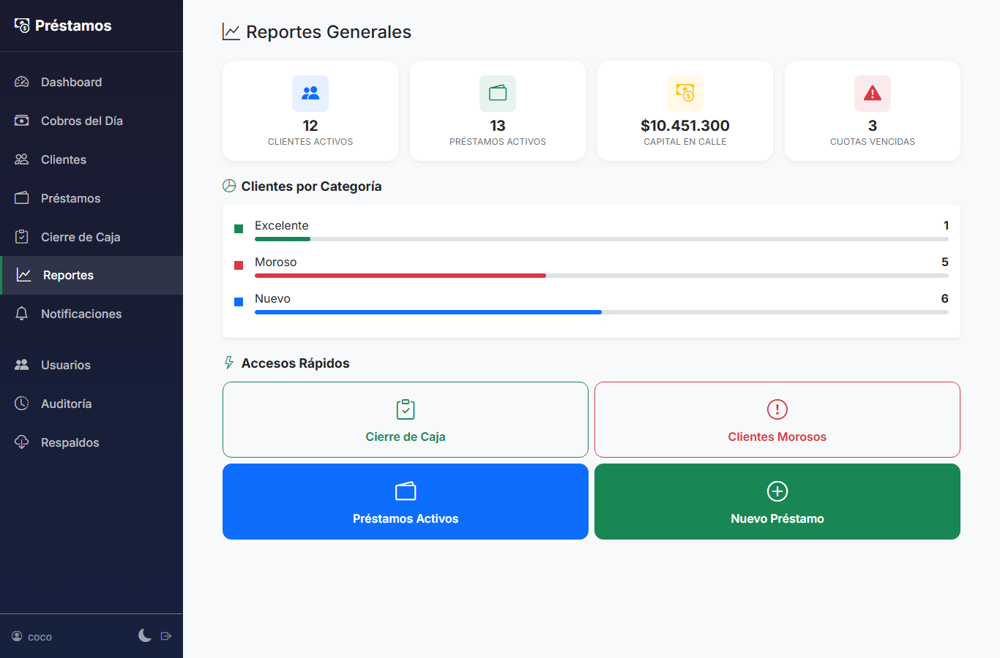 Préstamos
Dashboard
Cobros del Día
Clientes
Préstamos
Cierre de Caja
Reportes
Notificaciones
Usuarios
Auditoría
Respaldos
coco
Reportes Generales
12
CLIENTES ACTIVOS
13
PRÉSTAMOS ACTIVOS
$10.451.300
CAPITAL EN CALLE
3
CUOTAS VENCIDAS
Clientes por Categoría
Excelente 1
Moroso 5
Nuevo 6
Accesos Rápidos
Cierre de Caja
Clientes Morosos
Préstamos Activos
Nuevo Préstamo